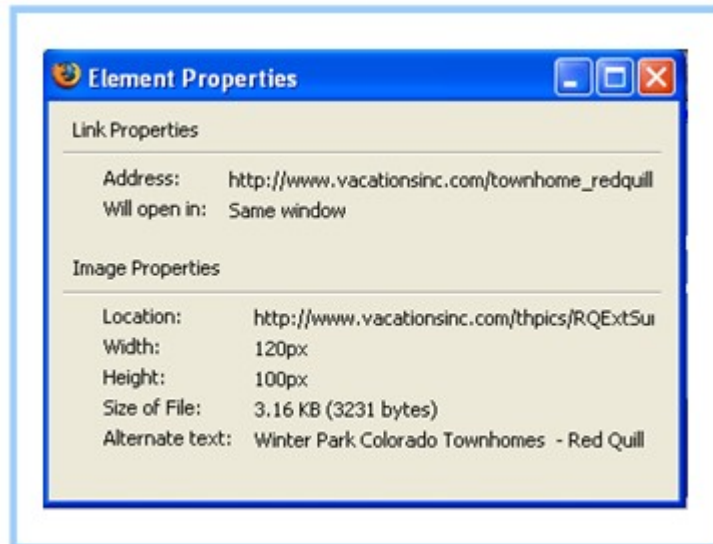 Element Properties
Link Properties
Address: http://www.vacationsinc.com/townhome_redquill
Will open in: Same window
Image Properties
Location: http://www.vacationsinc.com/thpics/RQExtSu
Width: 120px
Height: 100px
Size of File: 3.16 KB (3231 bytes)
Alternate text: Winter Park Colorado Townhomes - Red Quill